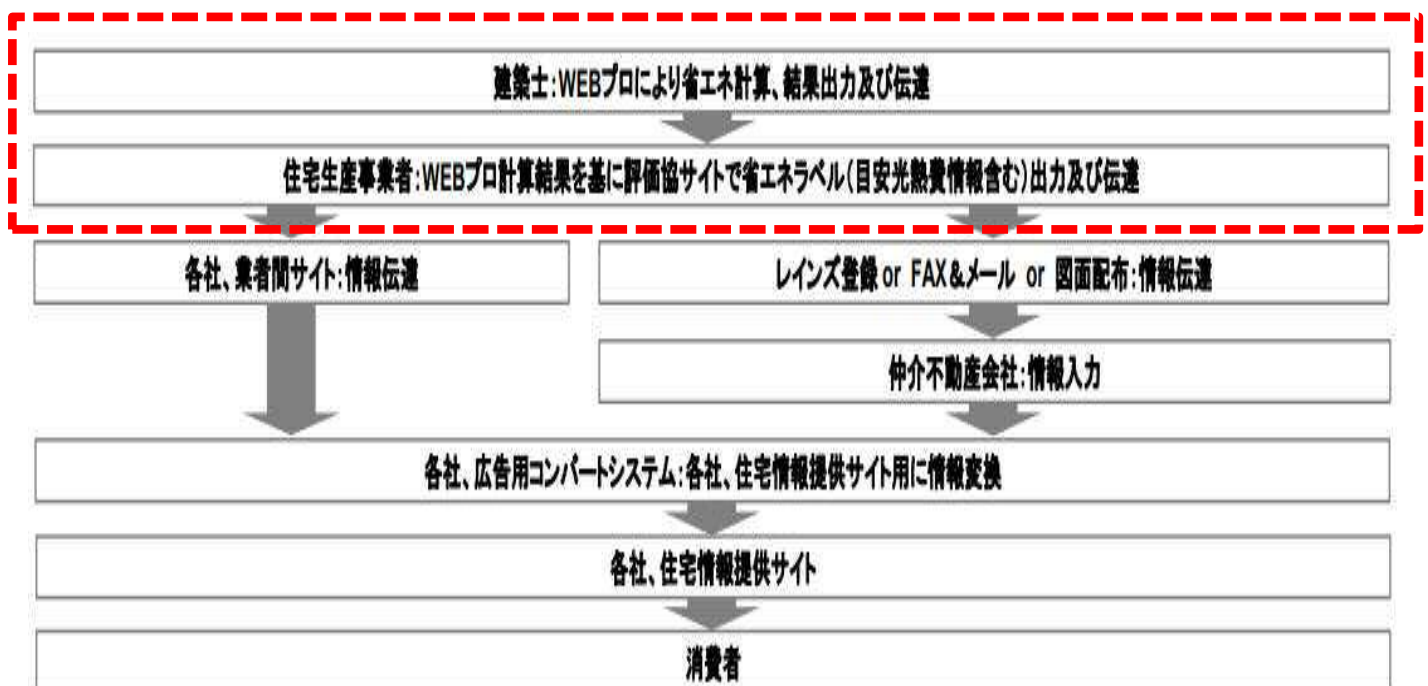 建築士:WEBプロにより省エネ計算、結果出力及び伝達
住宅生産事業者:WEBプロ計算結果を基に評価協サイトで省エネラベル(目安光熱費情報含む)出力及び伝達
各社、業者間サイト:情報伝達
レインズ登録 or FAX&メール or 図面配布:情報伝達
仲介不動産会社:情報入力
各社、広告用コンバートシステム:各社、住宅情報提供サイト用に情報変換
各社、住宅情報提供サイト
消費者